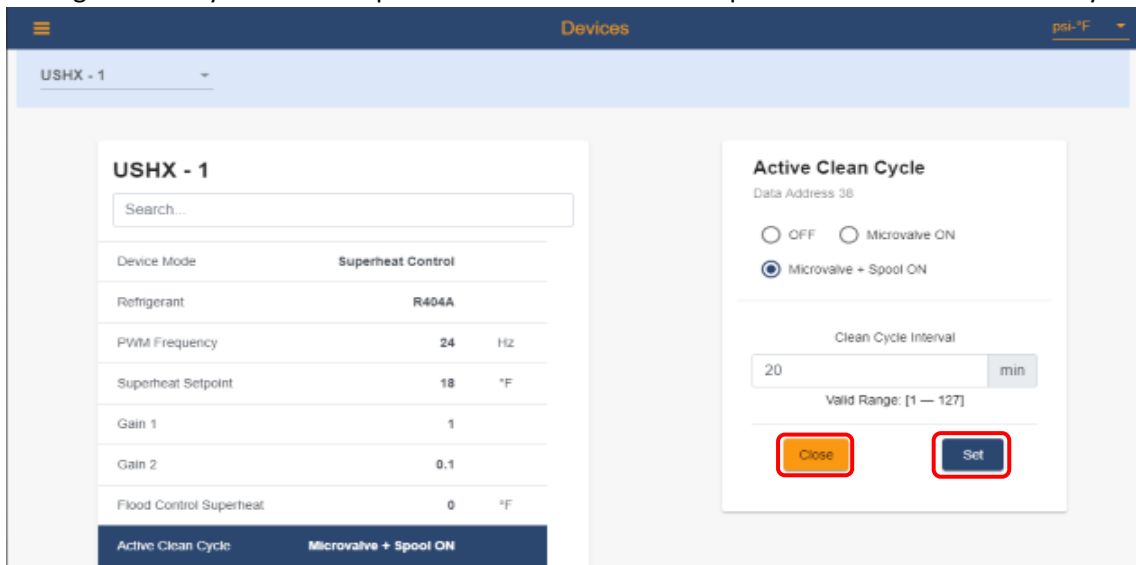 Devices
psi-°F
USHX - 1
USHX - 1
Search...
Device Mode Superheat Control
Refrigerant R404A
PWM Frequency 24 Hz
Superheat Setpoint 18 °F
Gain 1 1
Gain 2 0.1
Flood Control Superheat 0 °F
Active Clean Cycle Microvalve + Spool ON
Active Clean Cycle
Data Address 38
OFF Microvalve ON
Microvalve + Spool ON
Clean Cycle Interval
20 min
Valid Range: [1 — 127]
Close Set